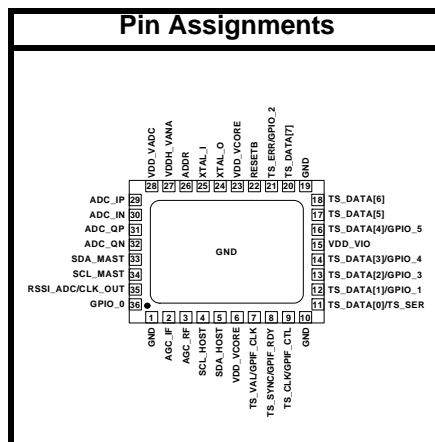 Pin Assignments
VDD_VADC
VDDH_VANA
ADDR
XTAL_I
XTAL_O
VDD_VCORE
RESETB
TS_ERR/GPIO_2
TS_DATA[7]
GND
28 27 26 25 24 23 22 21 20 19
ADC_IP 29
ADC_IN 30
ADC_QP 31
ADC_QN 32
SDA_MAST 33
SCL_MAST 34
RSSI_ADC/CLK_OUT 35
GPIO_0 36
GND
18 TS_DATA[6]
17 TS_DATA[5]
16 TS_DATA[4]/GPIO_5
15 VDD_VIO
14 TS_DATA[3]/GPIO_4
13 TS_DATA[2]/GPIO_3
12 TS_DATA[1]/GPIO_1
11 TS_DATA[0]/TS_SER
1 2 3 4 5 6 7 8 9 10
GND
AGC_IF
AGC_RF
SCL_HOST
SDA_HOST
VDD_VCORE
TS_VAL/GPIF_CLK
TS_SYNC/GPIF_RDY
TS_CLK/GPIF_CTL
GND